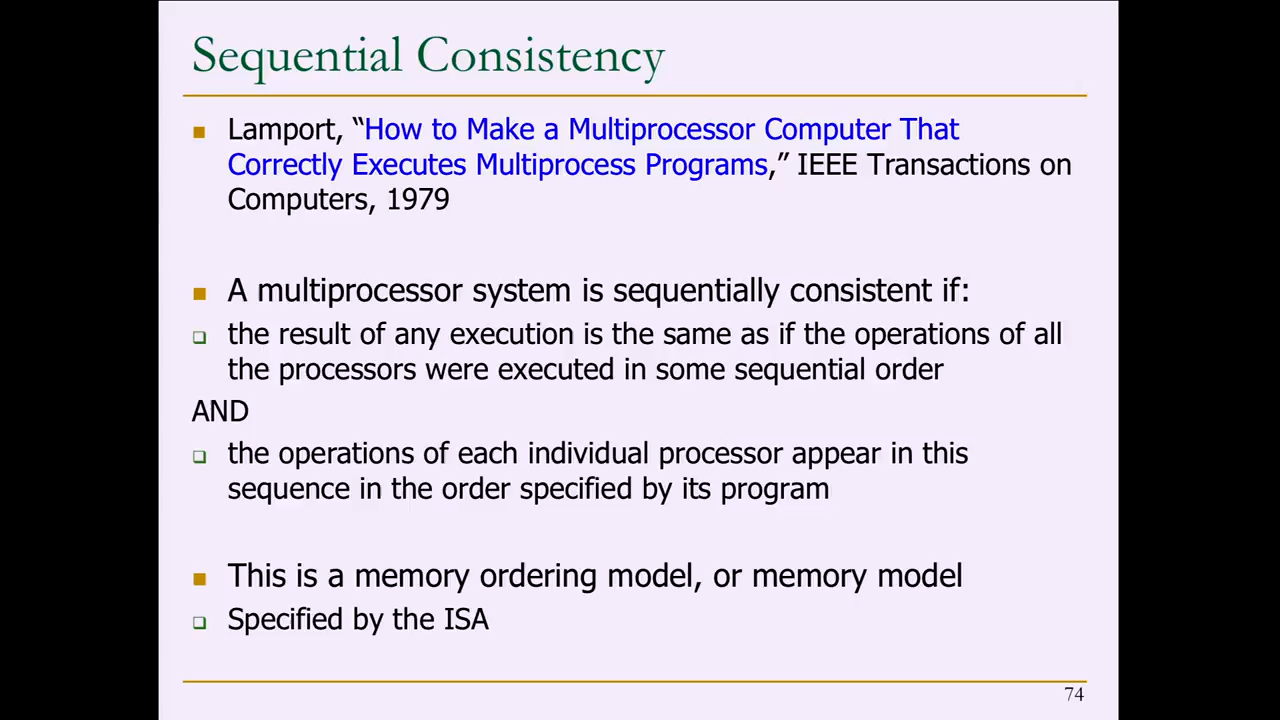 Sequential Consistency
Lamport, “How to Make a Multiprocessor Computer That
Correctly Executes Multiprocess Programs,” IEEE Transactions on
Computers, 1979
A multiprocessor system is sequentially consistent if:
the result of any execution is the same as if the operations of all
the processors were executed in some sequential order
AND
the operations of each individual processor appear in this
sequence in the order specified by its program
This is a memory ordering model, or memory model
Specified by the ISA
74